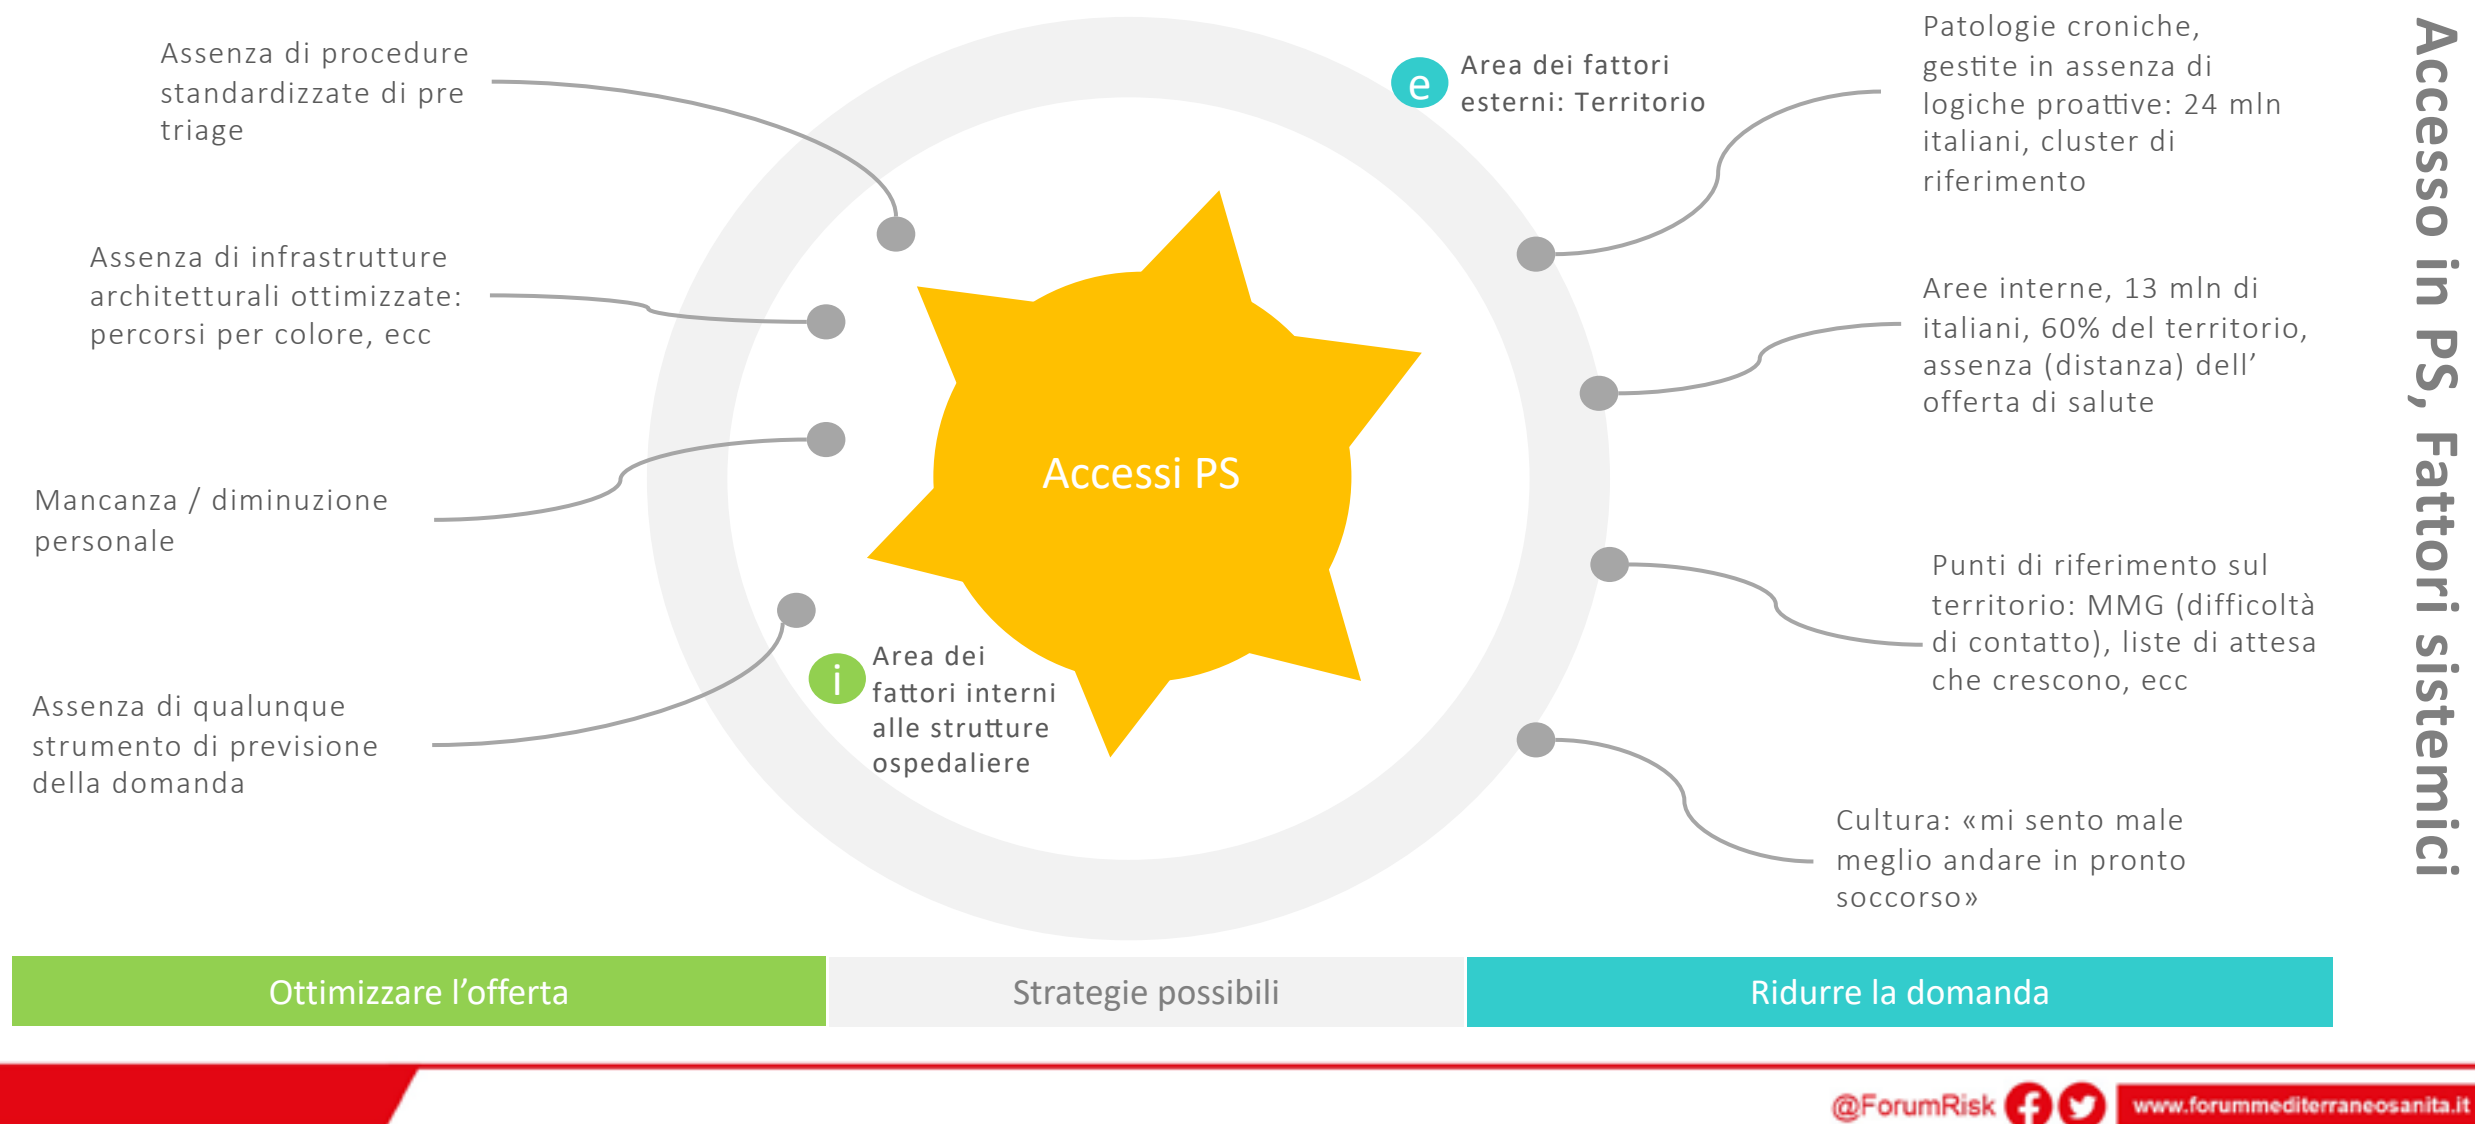 Accesso in PS, Fattori sistemici
Assenza di procedure
standardizzate di pre
triage
Assenza di infrastrutture
architetturali ottimizzate:
percorsi per colore, ecc
Mancanza / diminuzione
personale
Assenza di qualunque
strumento di previsione
della domanda
Accessi PS
i
Area dei
fattori interni
alle strutture
ospedaliere
e
Area dei fattori
esterni: Territorio
Patologie croniche,
gestite in assenza di
logiche proattive: 24 mln
italiani, cluster di
riferimento
Aree interne, 13 mln di
italiani, 60% del territorio,
assenza (distanza) dell’
offerta di salute
Punti di riferimento sul
territorio: MMG (difficoltà
di contatto), liste di attesa
che crescono, ecc
Cultura: «mi sento male
meglio andare in pronto
soccorso»
Ottimizzare l’offerta
Strategie possibili
Ridurre la domanda
@ForumRisk
www.forummediterraneosanita.it